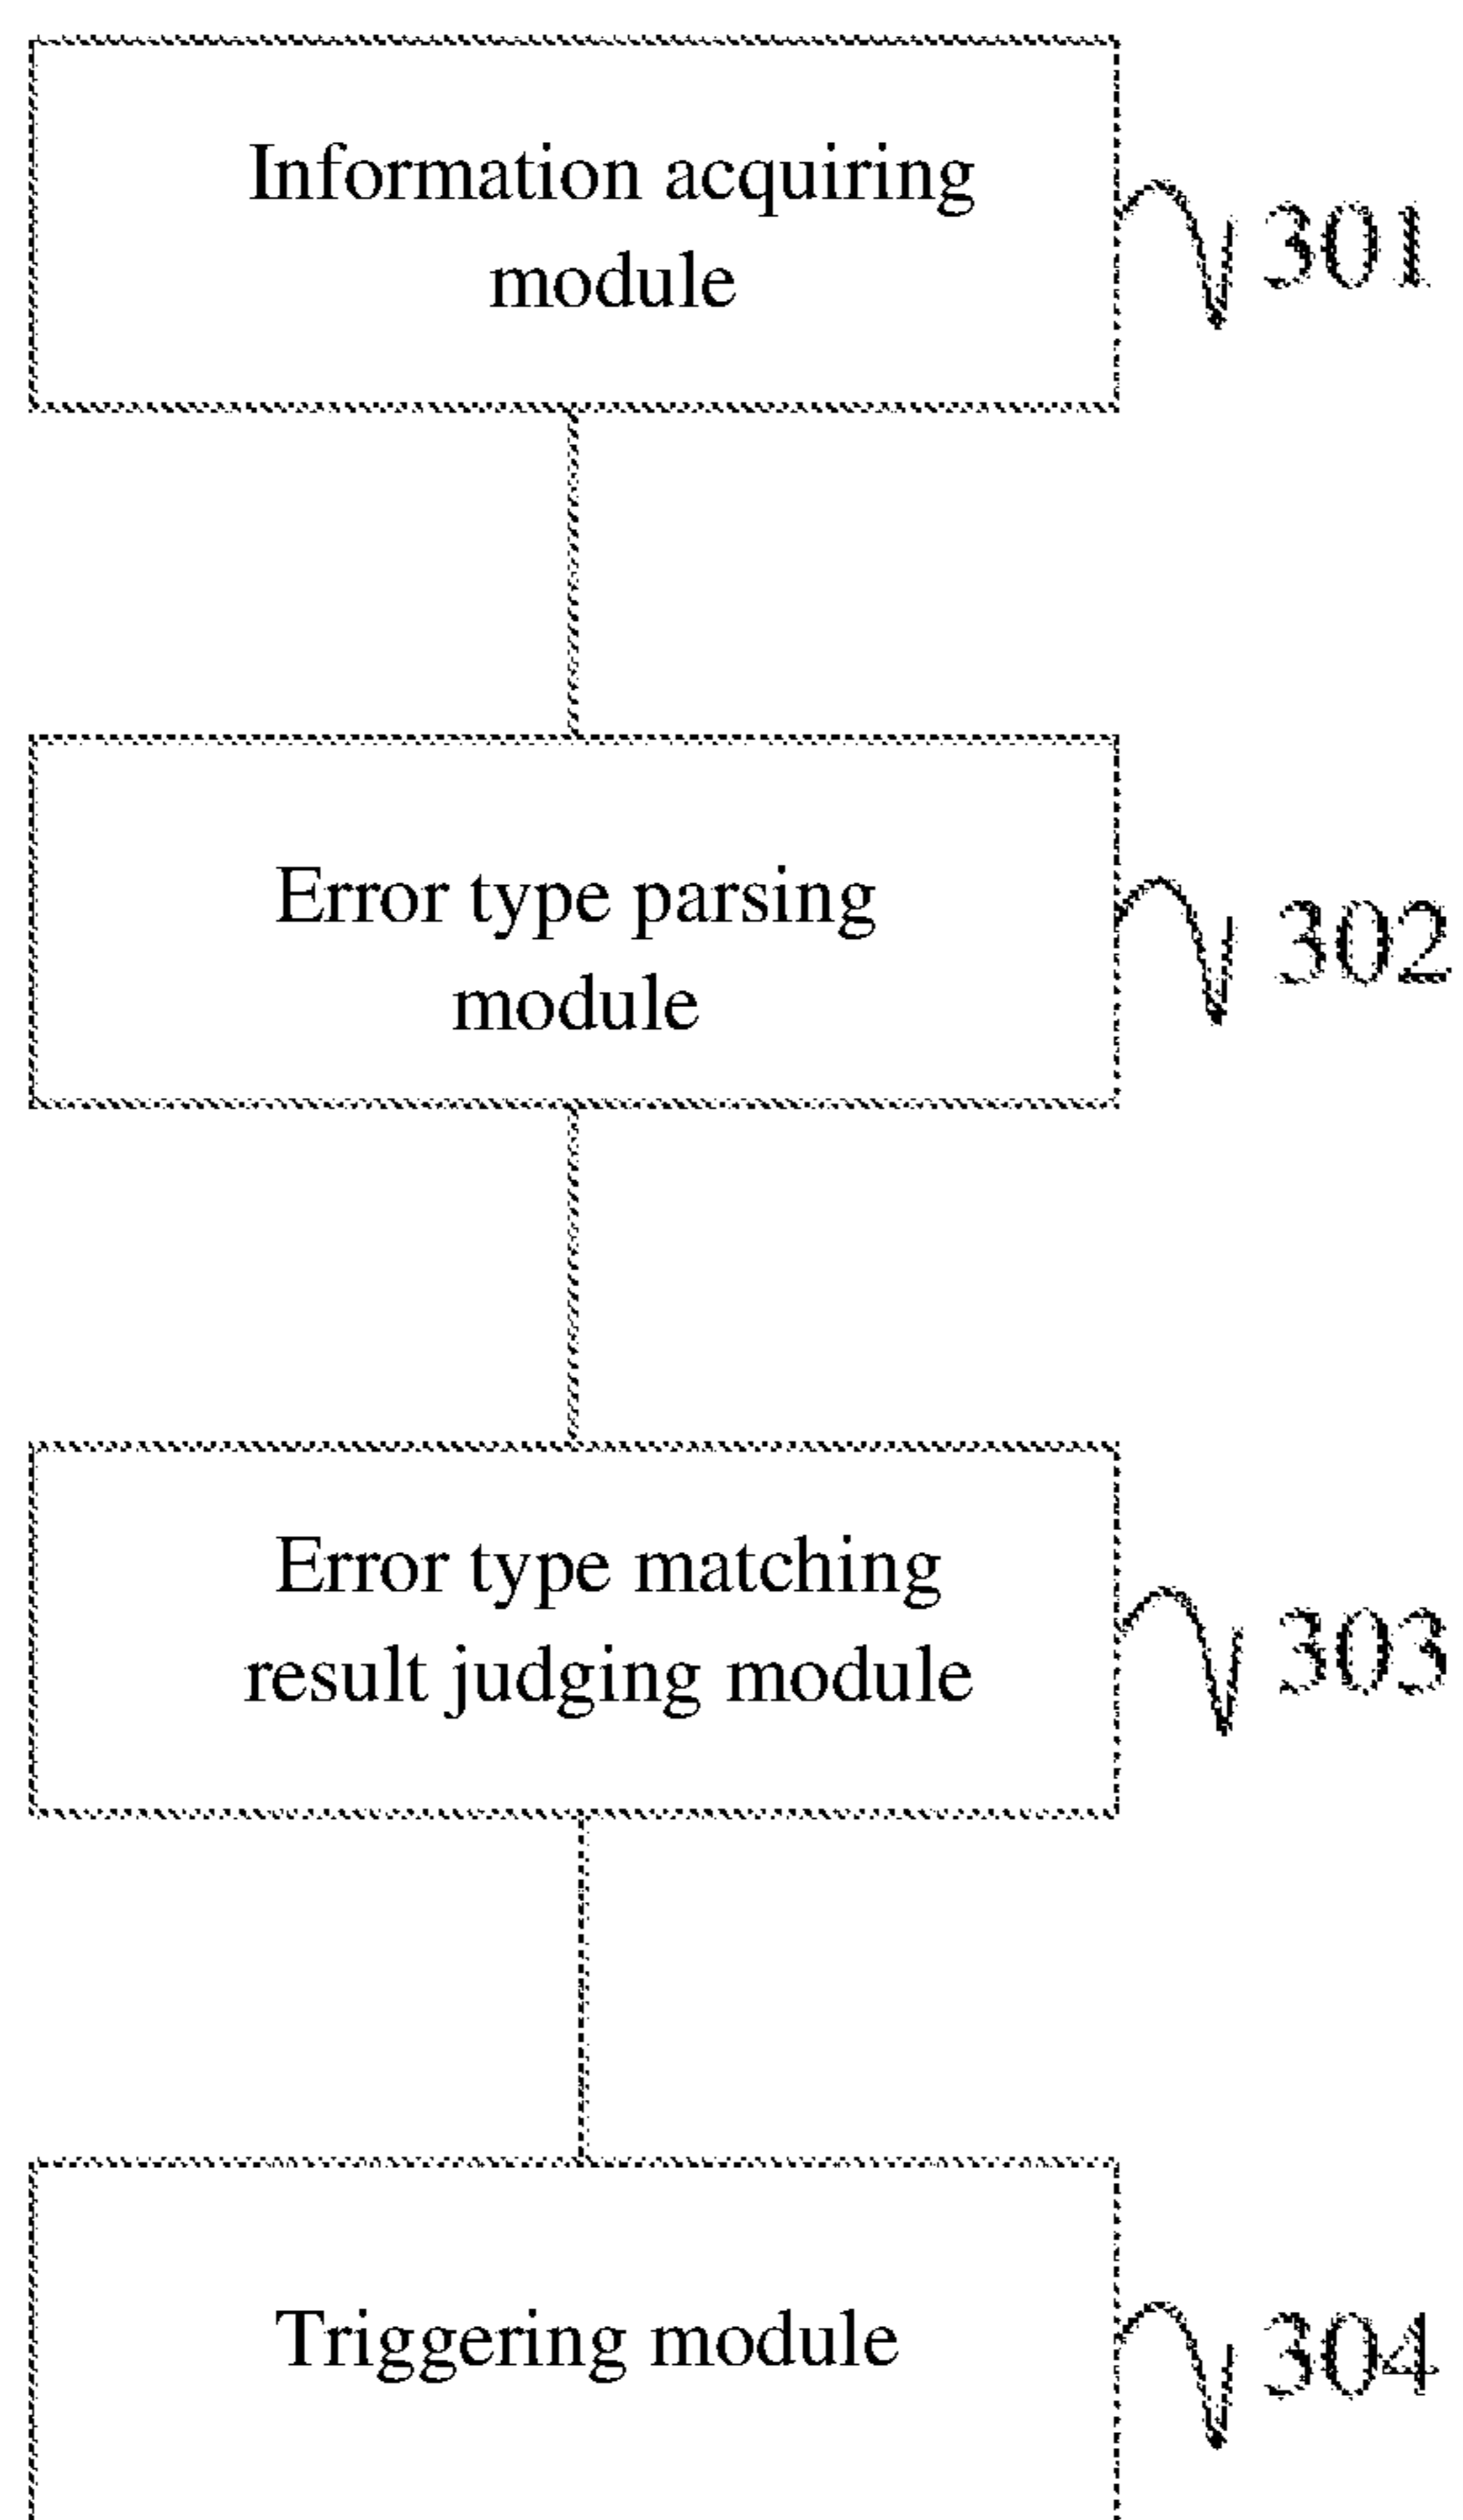 Information acquiring
module
301
Error type parsing
module
302
Error type matching
result judging module
303
Triggering module
304